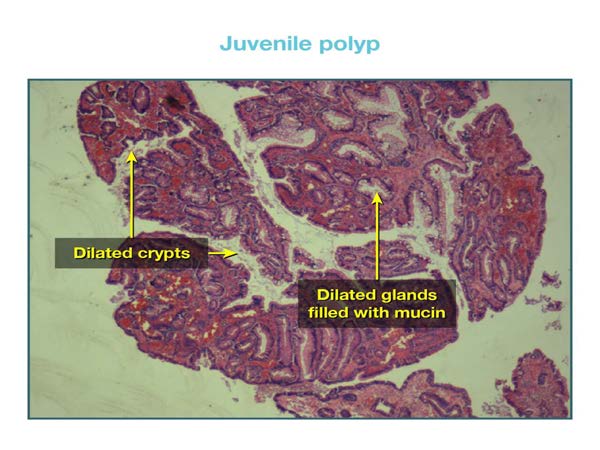 Juvenile polyp
Dilated crypts
Dilated glands
filled with mucin